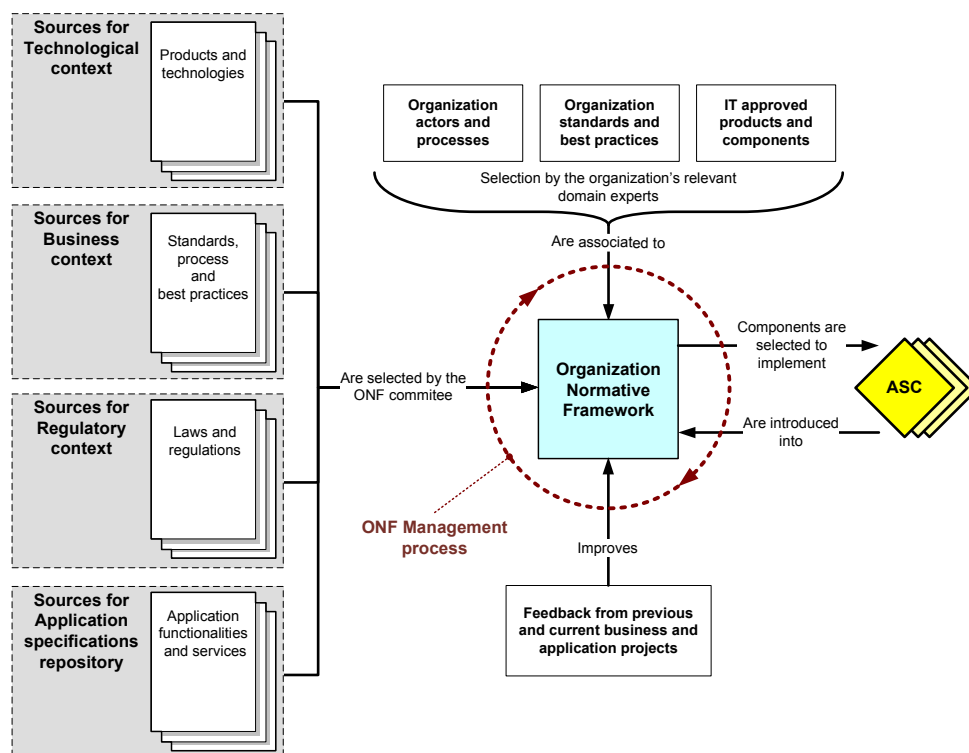 Sources for
Technological
context
Products and
technologies
Sources for
Business
context
Standards,
process
and
best practices
Sources for
Regulatory
context
Laws and
regulations
Sources for
Application
specifications
repository
Application
functionalities
and services
Are selected by the
ONF commitee
Organization
actors and
processes
Organization
standards and
best practices
IT approved
products and
components
Selection by the organization's relevant
domain experts
Are associated to
Organization
Normative
Framework
Components are
selected to
implement
ASC
Are introduced
into
ONF Management
process
Improves
Feedback from previous
and current business and
application projects